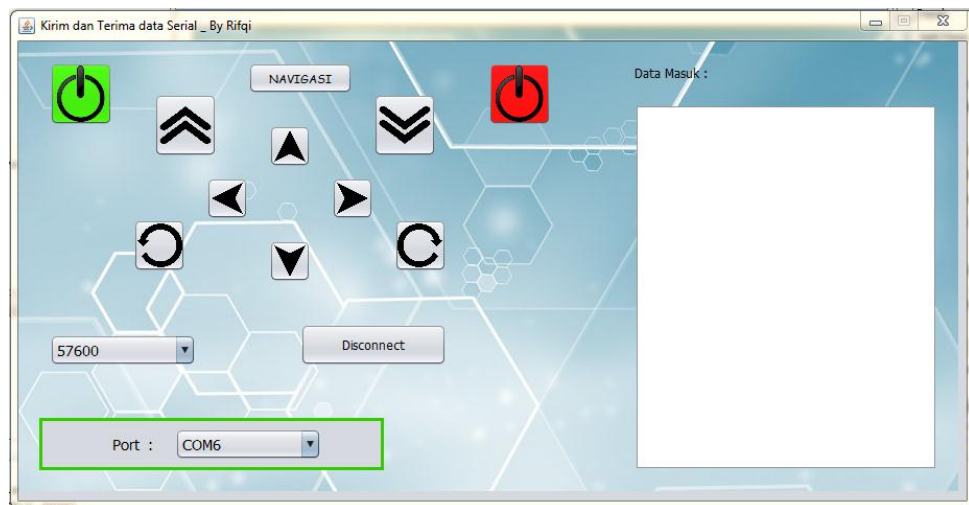 Kirim dan Terima data Serial _ By Rifqi
NAVIGASI
Data Masuk :
57600
Disconnect
Port :
COM6